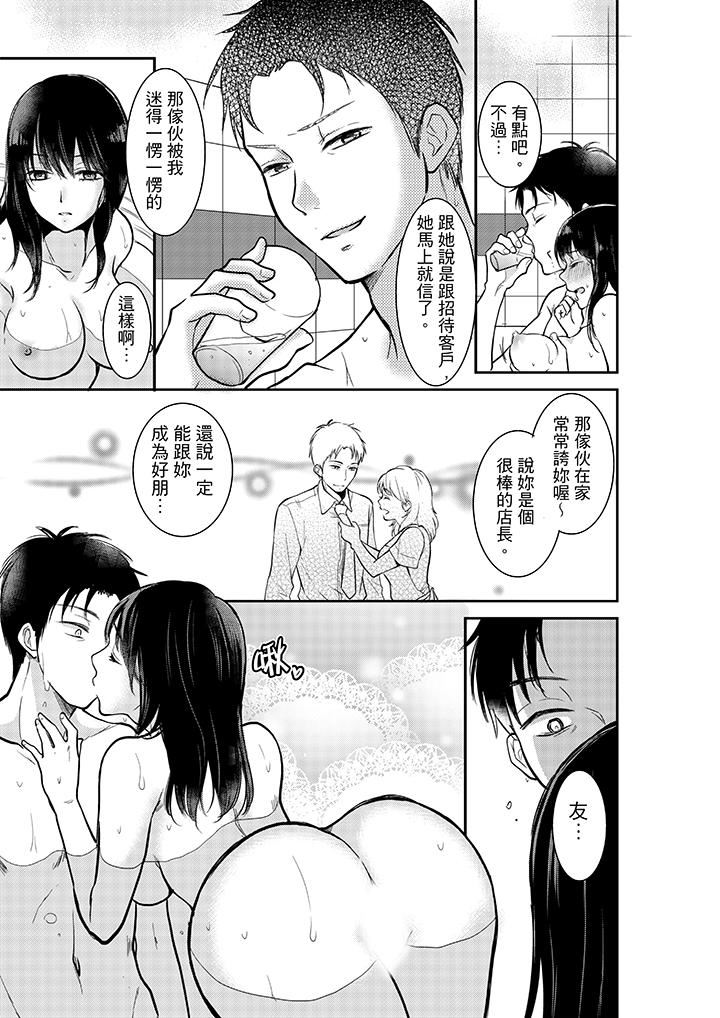 有點吧。
不過…
跟她說是跟招待客戶，
她馬上就信了。
那傢伙被我
迷得一愣一愣的
這樣啊…
那傢伙在家
常常誇妳喔～
說妳是個
很棒的店長。
還說一定
能跟妳
成為好朋…
友…
啾♥